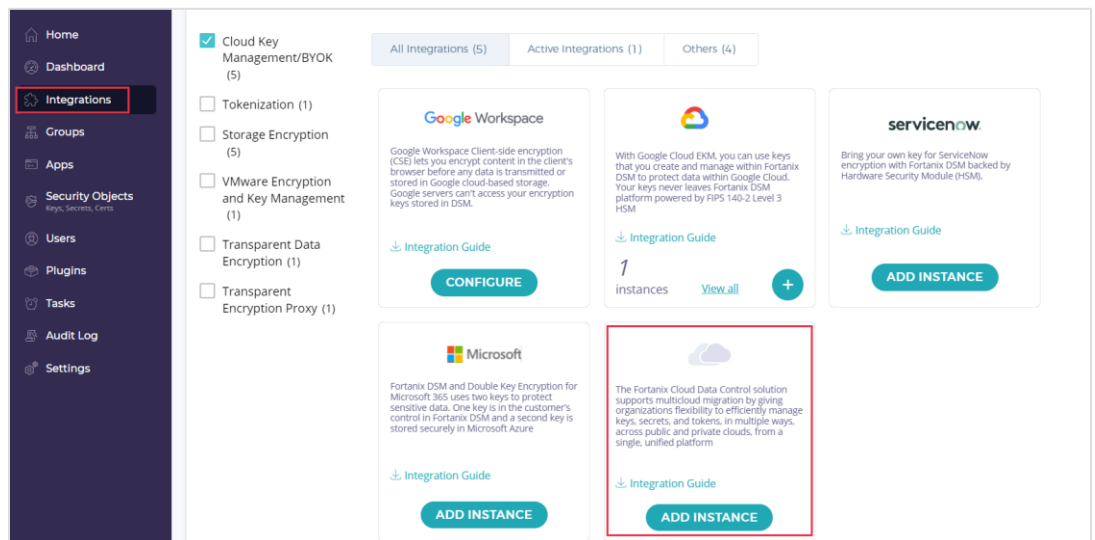 Home
Dashboard
Integrations
Groups
Apps
Security Objects
Keys, Secrets, Certs
Users
Plugins
Tasks
Audit Log
Settings
Cloud Key
Management/BYOK
(5)
Tokenization (1)
Storage Encryption
(5)
VMware Encryption
and Key Management
(1)
Transparent Data
Encryption (1)
Transparent
Encryption Proxy (1)
All Integrations (5)
Active Integrations (1)
Others (4)
Google Workspace
Google Workspace Client-side encryption
(CSE) lets you encrypt content in the client's
browser before any data is transmitted or
stored in Google cloud-based storage.
Google servers can't access your encryption
keys stored in DSM.
Integration Guide
CONFIGURE
With Google Cloud EKM, you can use keys
that you create and manage within Fortanix
DSM to protect data within Google Cloud.
Your keys never leaves Fortanix DSM
platform powered by FIPS 140-2 Level 3
HSM
Integration Guide
1
instances
View all
+
servicenow.
Bring your own key for ServiceNow
encryption with Fortanix DSM backed by
Hardware Security Module (HSM).
Integration Guide
ADD INSTANCE
Microsoft
Fortanix DSM and Double Key Encryption for
Microsoft 365 uses two keys to protect
sensitive data. One key is in the customer's
control in Fortanix DSM and a second key is
stored securely in Microsoft Azure
Integration Guide
ADD INSTANCE
The Fortanix Cloud Data Control solution
supports multicloud migration by giving
organizations flexibility to efficiently manage
keys, secrets, and tokens, in multiple ways,
across public and private clouds, from a
single, unified platform
Integration Guide
ADD INSTANCE